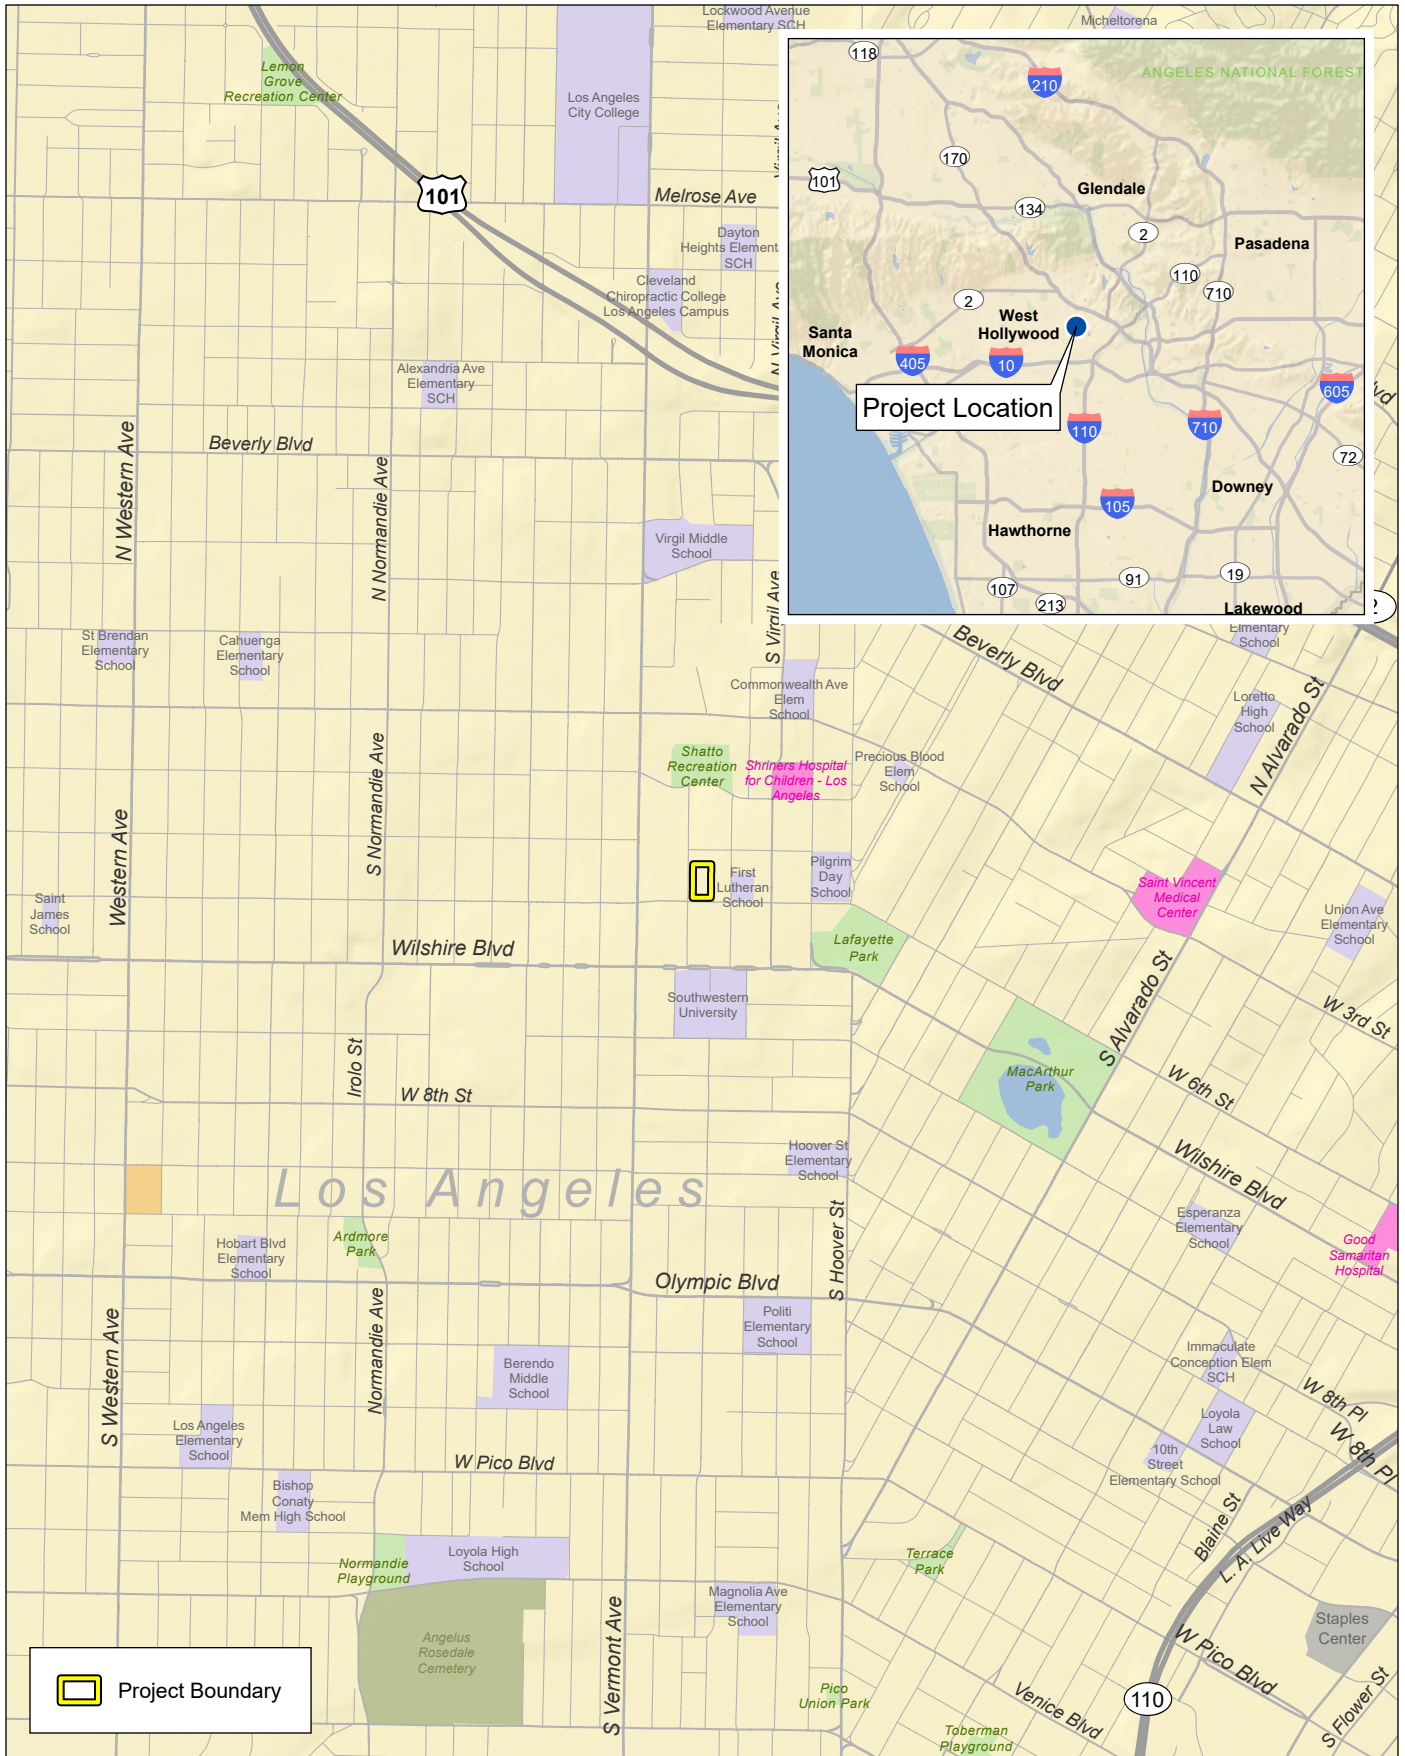 Lockwood Avenue
Elementary SCH
Micheltorena
Lemon
Grove
Recreation Center
Los Angeles
City College
101
Melrose Ave
Dayton
Heights Element
SCH
Cleveland
Chiropractic College
Los Angeles Campus
N Virgil Ave
Alexandria Ave
Elementary
SCH
Beverly Blvd
N Western Ave
N Normandie Ave
Virgil Middle
School
S Virgil Ave
118
210
ANGELES NATIONAL FOREST
170
101
Glendale
134
2
Pasadena
110
710
2
West
Hollywood
Santa
Monica
405
10
605
Project Location
110
710
72
Downey
105
Hawthorne
107
91
19
213
Lakewood
lvd
2
St Brendan
Elementary
School
Cahuenga
Elementary
School
Beverly Blvd
Elmentary
School
Commonwealth Ave
Elem
School
Loretto
High
School
N Alvarado St
Shatto
Recreation
Center
Shriners Hospital
for Children - Los
Angeles
Precious Blood
Elem
School
S Normandie Ave
Western Ave
First
Lutheran
School
Pilgrim
Day
School
Saint Vincent
Medical
Center
Saint
James
School
Union Ave
Elementary
School
Wilshire Blvd
Lafayette
Park
Southwestern
University
S Alvarado St
W 3rd St
Irolo St
MacArthur
Park
W 6th St
W 8th St
Hoover St
Elementary
School
Wilshire Blvd
Los Angeles
Esperanza
Elementary
School
Good
Samaritan
Hospital
Ardmore
Park
Hobart Blvd
Elementary
School
S Hoover St
Olympic Blvd
Politi
Elementary
School
Normandie Ave
S Western Ave
Immaculate
Conception Elem
SCH
Berendo
Middle
School
W 8th Pl
Loyola
Law
School
W 8th Pl
Los Angeles
Elementary
School
10th
Street
Elementary School
W Pico Blvd
Bishop
Conaty
Mem High School
Blaine St
L. A. Live Way
Loyola High
School
Normandie
Playground
Terrace
Park
Magnolia Ave
Elementary
School
Staples
Center
Angelus
Rosedale
Cemetery
S Vermont Ave
W Pico Blvd
Project Boundary
Pico
Union Park
Venice Blvd
110
S Flower St
Toberman
Playground